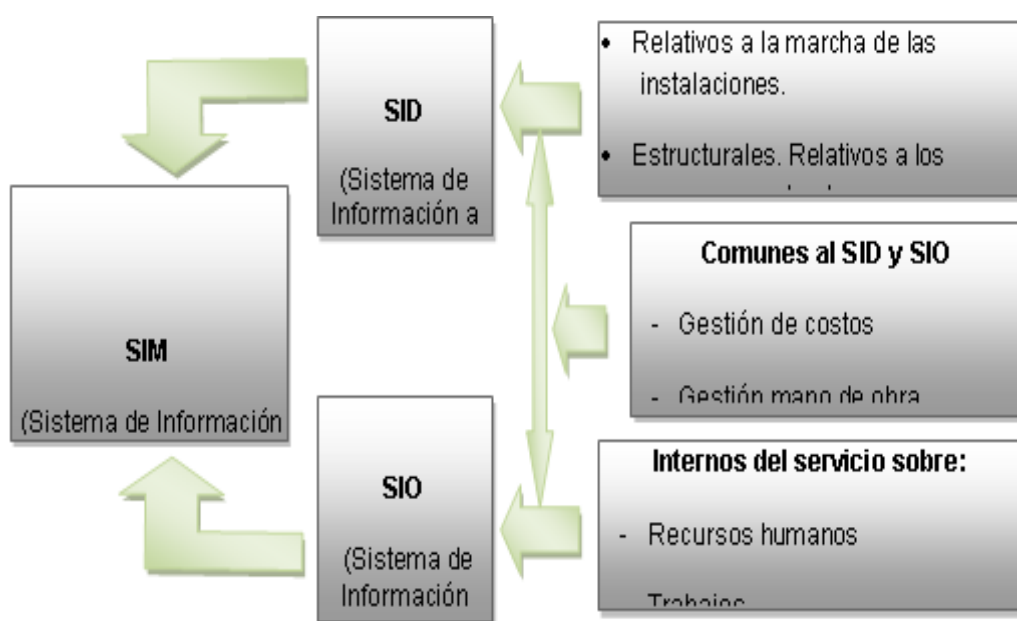 SIM
(Sistema de Información
SID
(Sistema de
Información a
SIO
(Sistema de
Información
• Relativos a la marcha de las
instalaciones.
• Estructurales. Relativos a los
Comunes al SID y SIO
- Gestión de costos
- Gestión mano de obra
Internos del servicio sobre:
- Recursos humanos
Trabajos